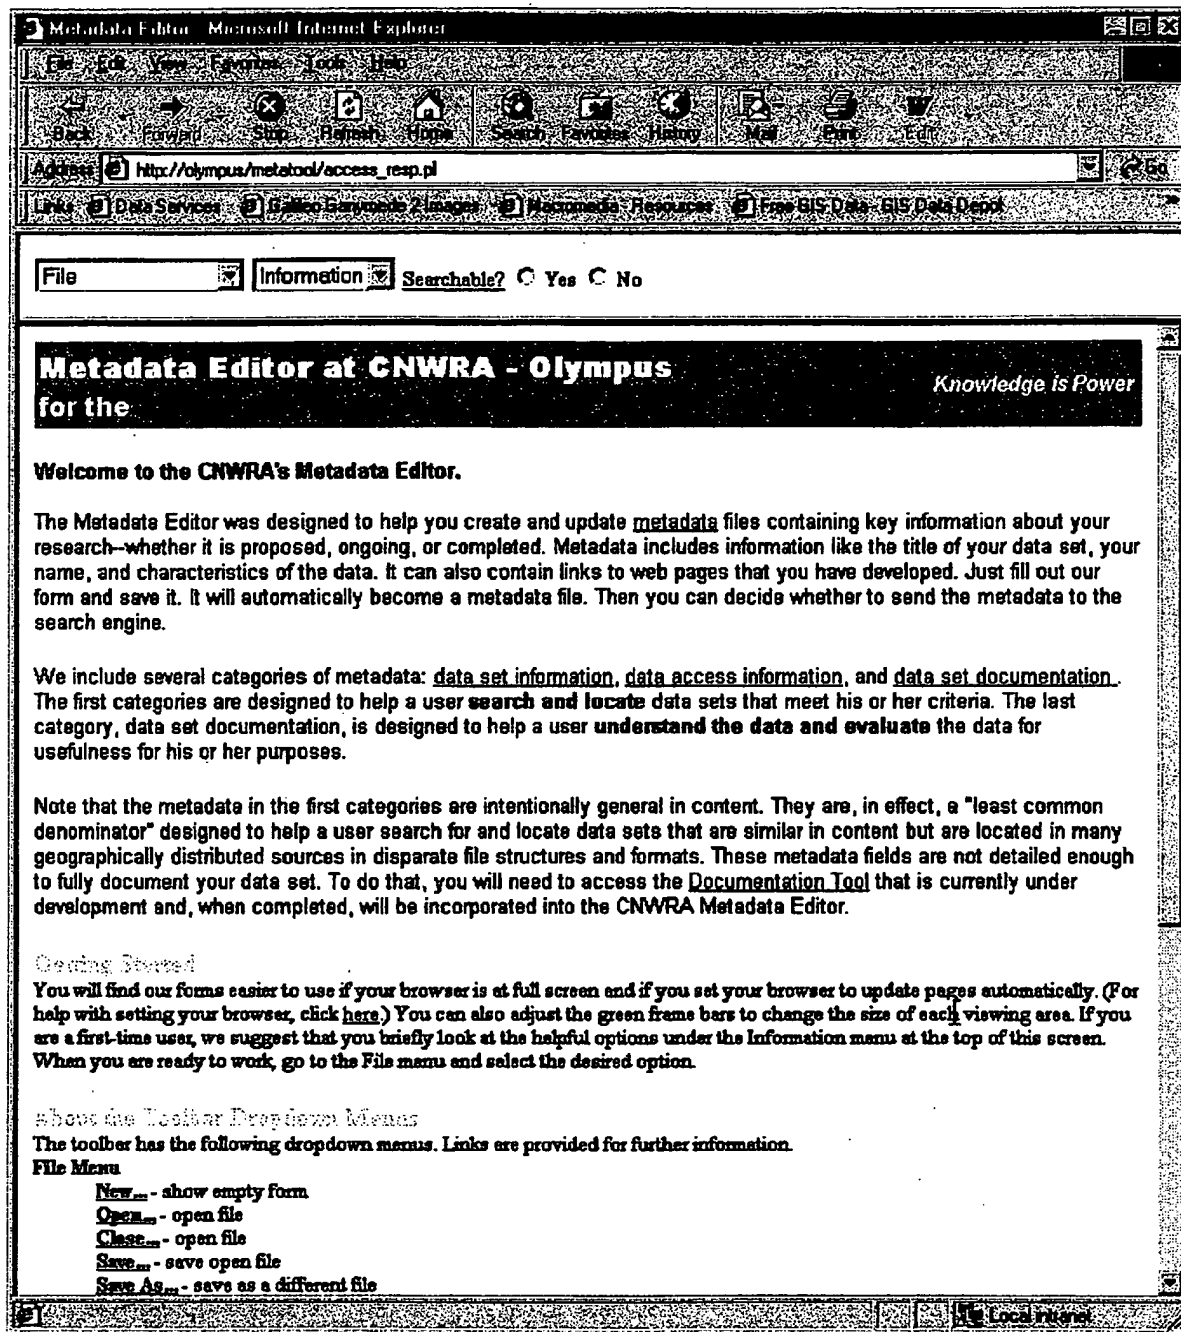 Metadata Editor - Microsoft Internet Explorer
File Edit View Favorites Tools Help
Back Forward Stop Refresh Home Search Favorites History Mail Print Edit
Address http://olympus/metatool/access_resp.pl Go
Links Data Services Galileo Ganymede 2 Images Macromedia - Resources Free GIS Data - GIS Data Depot
File Information Searchable? Yes No
Metadata Editor at CNWRA - Olympus
Knowledge is Power
for the
Welcome to the CNWRA's Metadata Editor.
The Metadata Editor was designed to help you create and update metadata files containing key information about your
research--whether it is proposed, ongoing, or completed. Metadata includes information like the title of your data set, your
name, and characteristics of the data. It can also contain links to web pages that you have developed. Just fill out our
form and save it. It will automatically become a metadata file. Then you can decide whether to send the metadata to the
search engine.
We include several categories of metadata: data set information, data access information, and data set documentation .
The first categories are designed to help a user search and locate data sets that meet his or her criteria. The last
category, data set documentation, is designed to help a user understand the data and evaluate the data for
usefulness for his or her purposes.
Note that the metadata in the first categories are intentionally general in content. They are, in effect, a "least common
denominator" designed to help a user search for and locate data sets that are similar in content but are located in many
geographically distributed sources in disparate file structures and formats. These metadata fields are not detailed enough
to fully document your data set. To do that, you will need to access the Documentation Tool that is currently under
development and, when completed, will be incorporated into the CNWRA Metadata Editor.
Getting Started
You will find our forms easier to use if your browser is at full screen and if you set your browser to update pages automatically. (For
help with setting your browser, click here.) You can also adjust the green frame bars to change the size of each viewing area. If you
are a first-time user, we suggest that you briefly look at the helpful options under the Information menu at the top of this screen.
When you are ready to work, go to the File menu and select the desired option.
About the Toolbar Dropdown Menus
The toolbar has the following dropdown menus. Links are provided for further information.
File Menu
New... - show empty form
Open... - open file
Close... - open file
Save... - save open file
Save As... - save as a different file
Local intranet